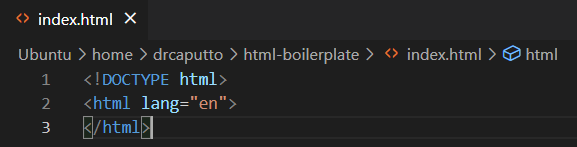 index.html
Ubuntu > home > drcaputto > html-boilerplate > index.html > html
1 <!DOCTYPE html>
2 <html lang="en">
3 </html>